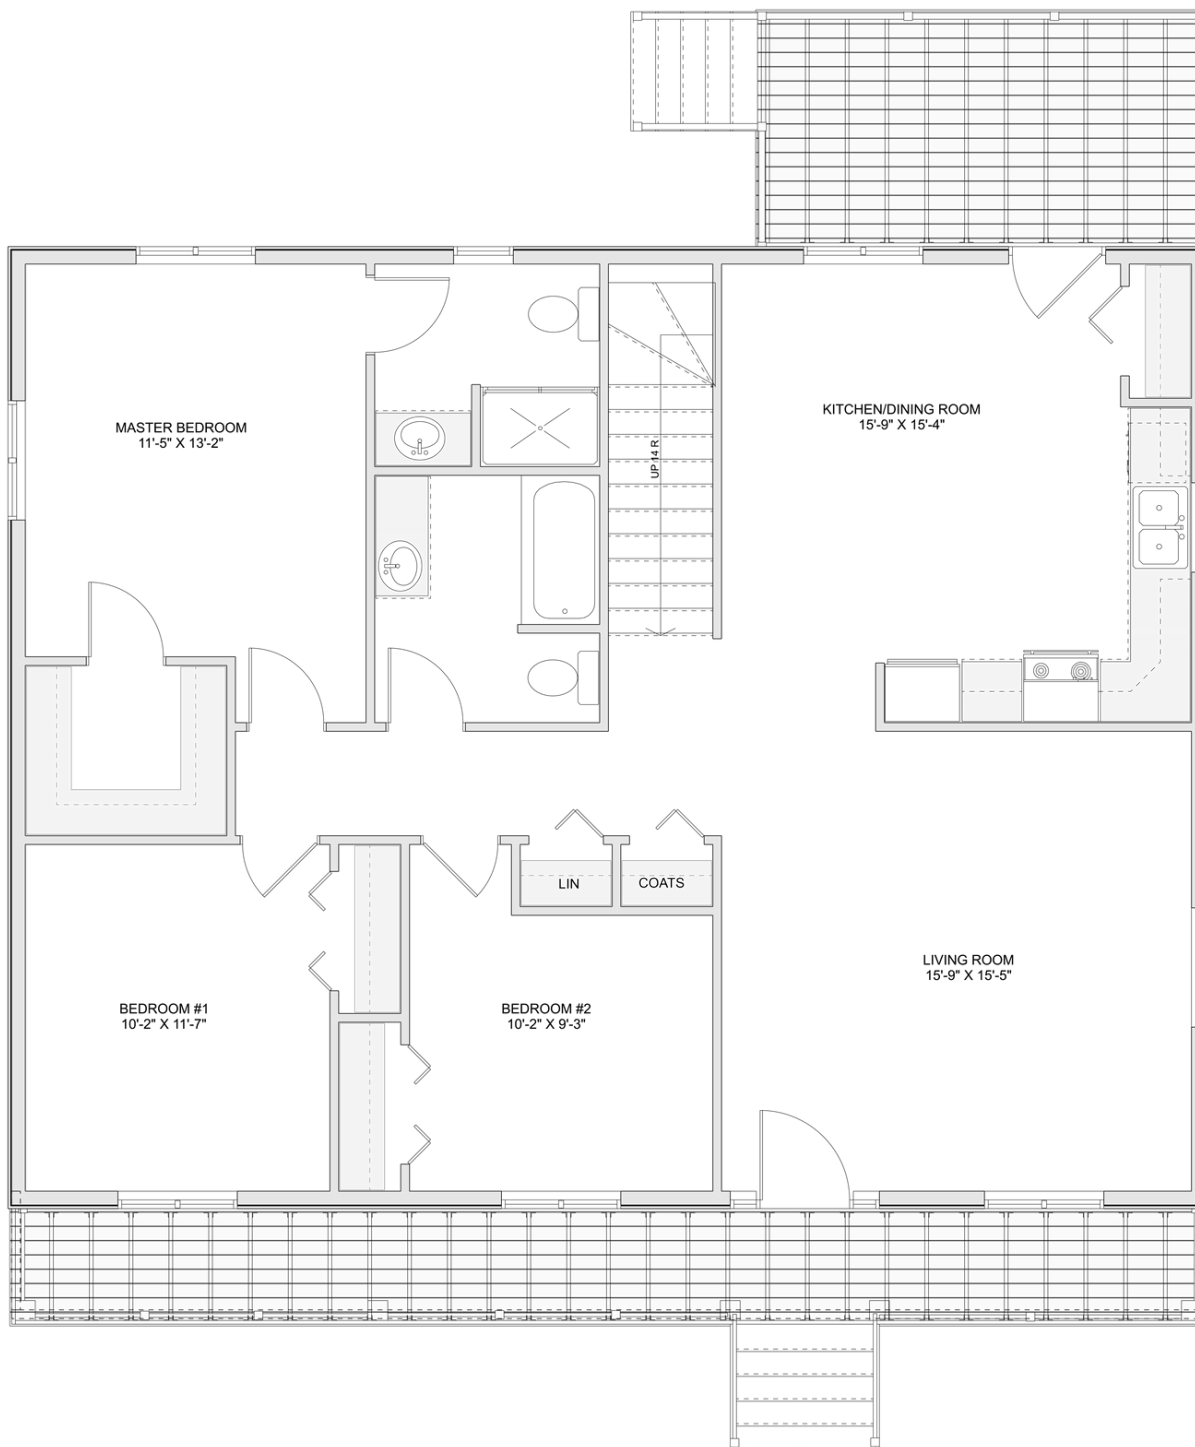 KITCHEN/DINING ROOM
15'-9" X 15'-4"
MASTER BEDROOM
11'-5" X 13'-2"
UP 14 R
LIN
COATS
LIVING ROOM
15'-9" X 15'-5"
BEDROOM #1
10'-2" X 11'-7"
BEDROOM #2
10'-2" X 9'-3"